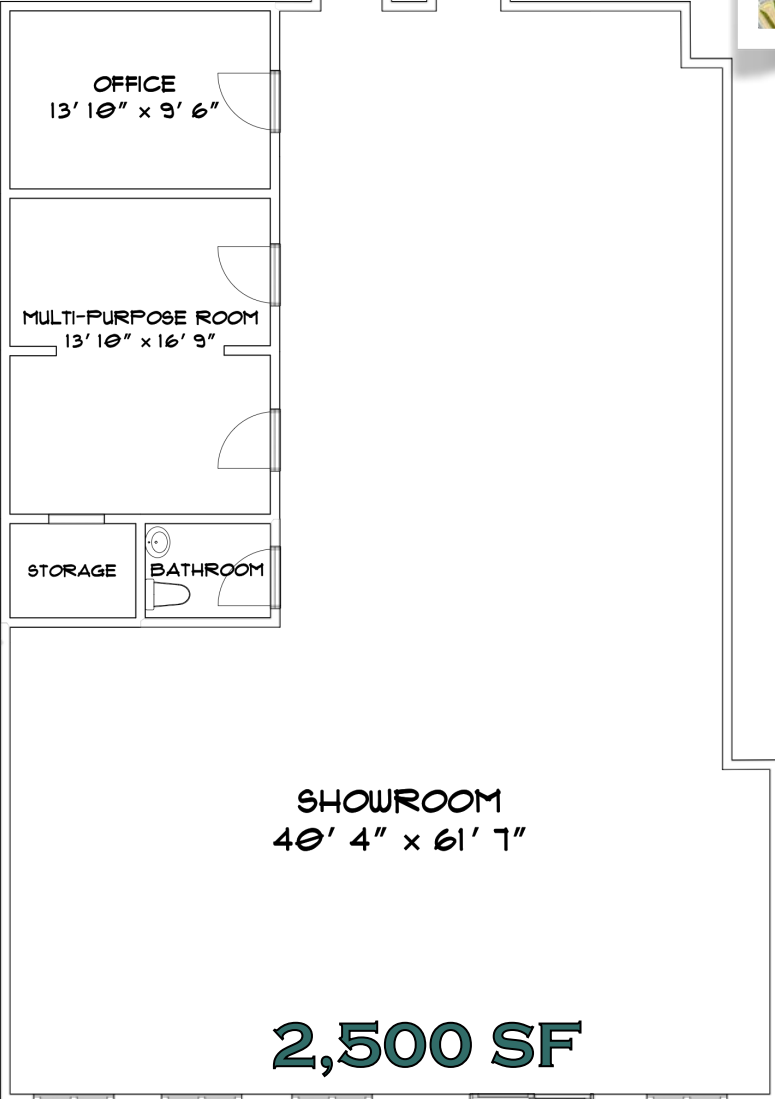 OFFICE
13' 10" x 9' 6"
MULTI-PURPOSE ROOM
13' 10" x 16' 9"
STORAGE
BATHROOM
SHOWROOM
40' 4" x 61' 7"
2,500 SF